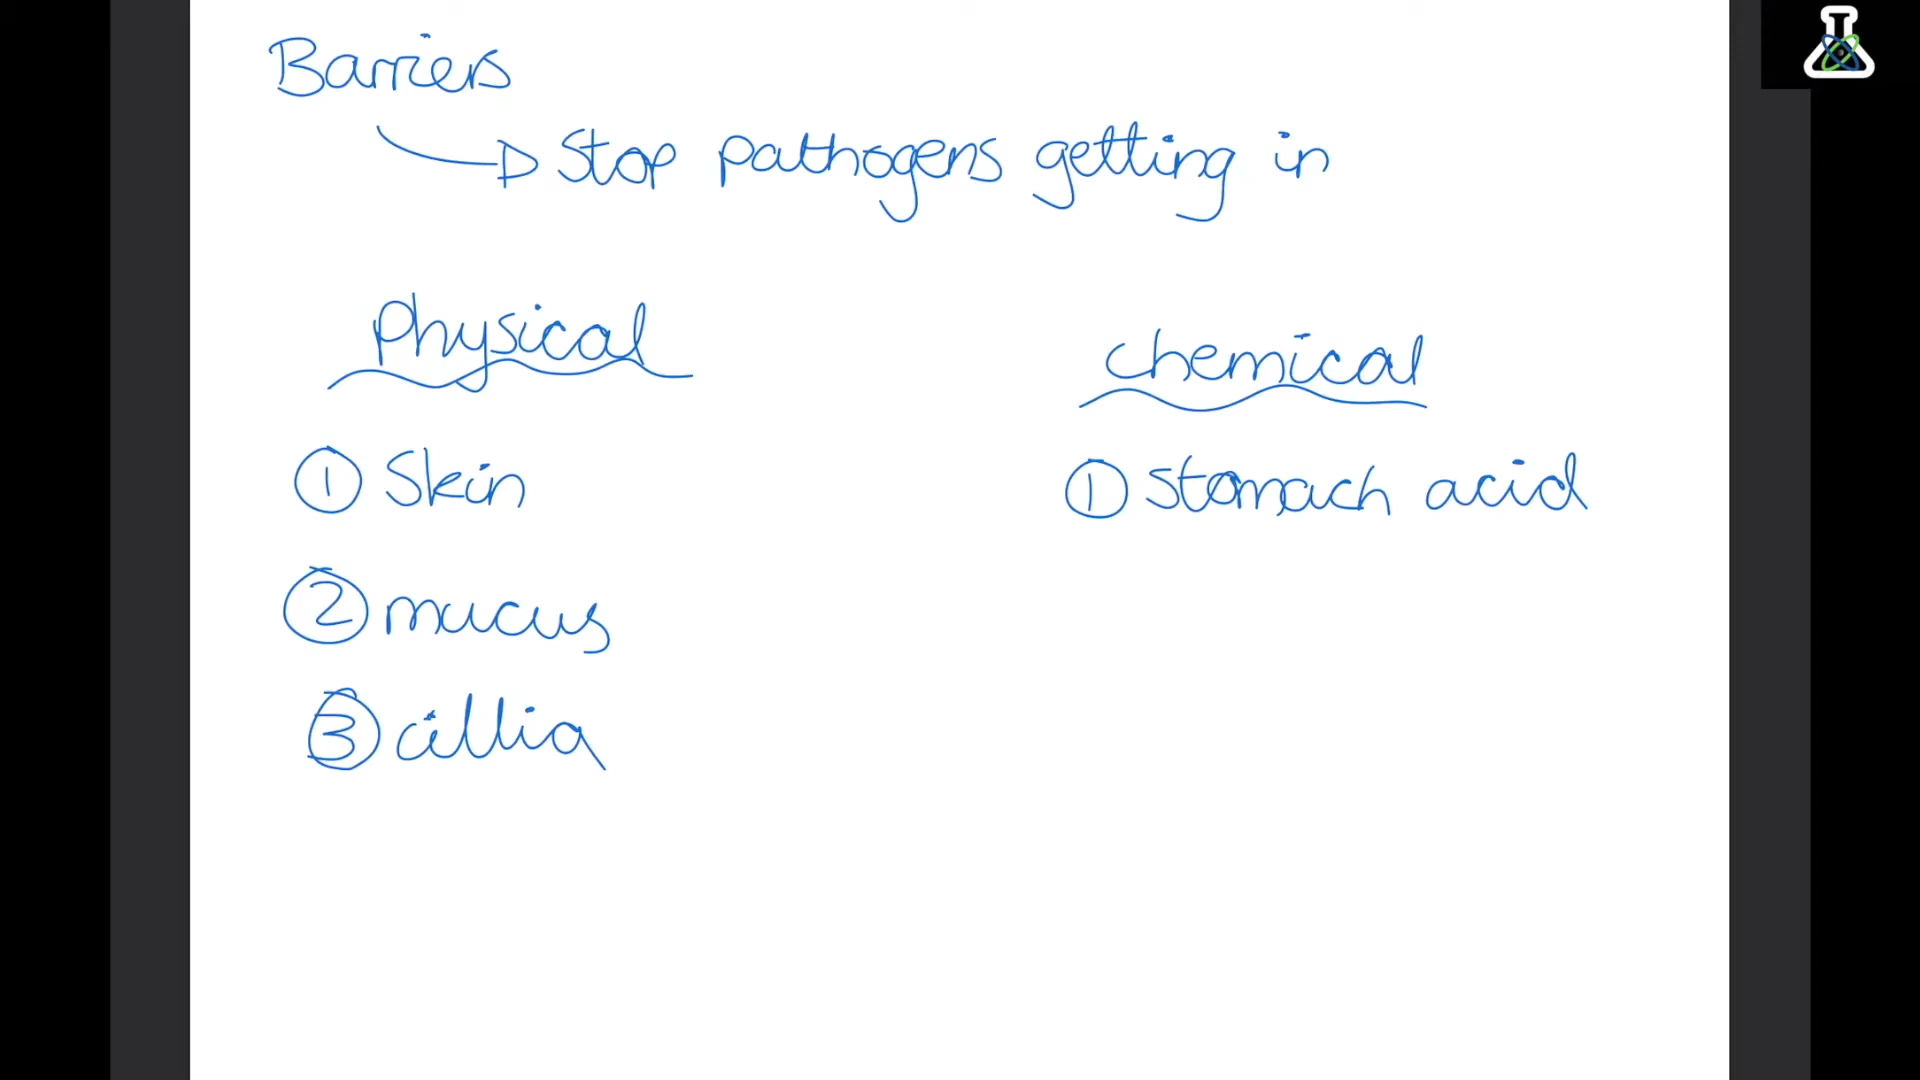 Barriers
Stop pathogens getting in
Physical
① Skin
② mucus
③ cillia
chemical
① stomach acid